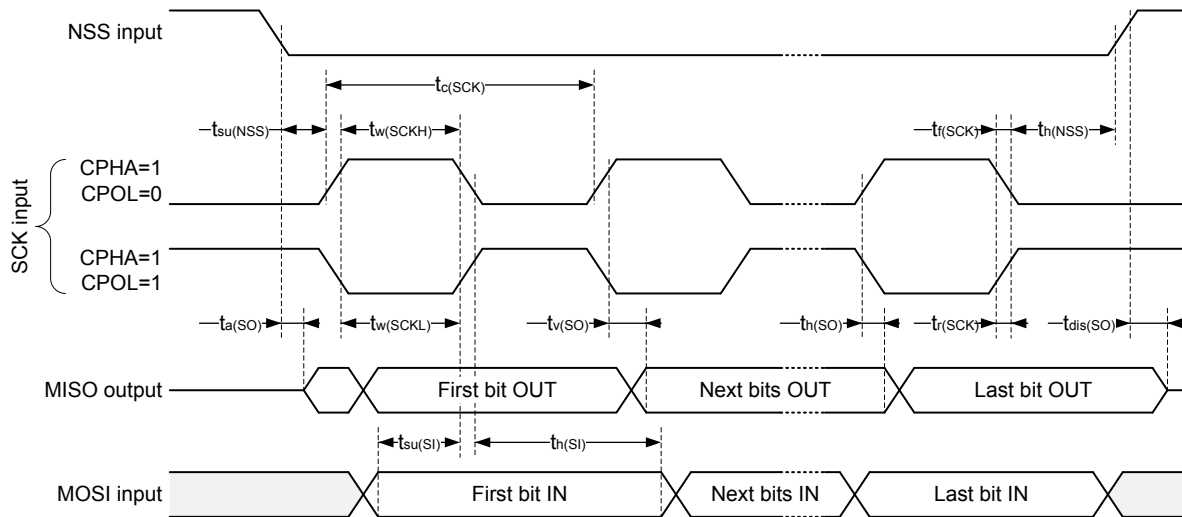 NSS input
tc(SCK)
tsu(NSS)
tw(SCKH)
tf(SCK)
th(NSS)
SCK input
CPHA=1
CPOL=0
CPHA=1
CPOL=1
ta(SO)
tw(SCKL)
tv(SO)
th(SO)
tr(SCK)
tdis(SO)
MISO output
First bit OUT
Next bits OUT
Last bit OUT
tsu(SI)
th(SI)
MOSI input
First bit IN
Next bits IN
Last bit IN